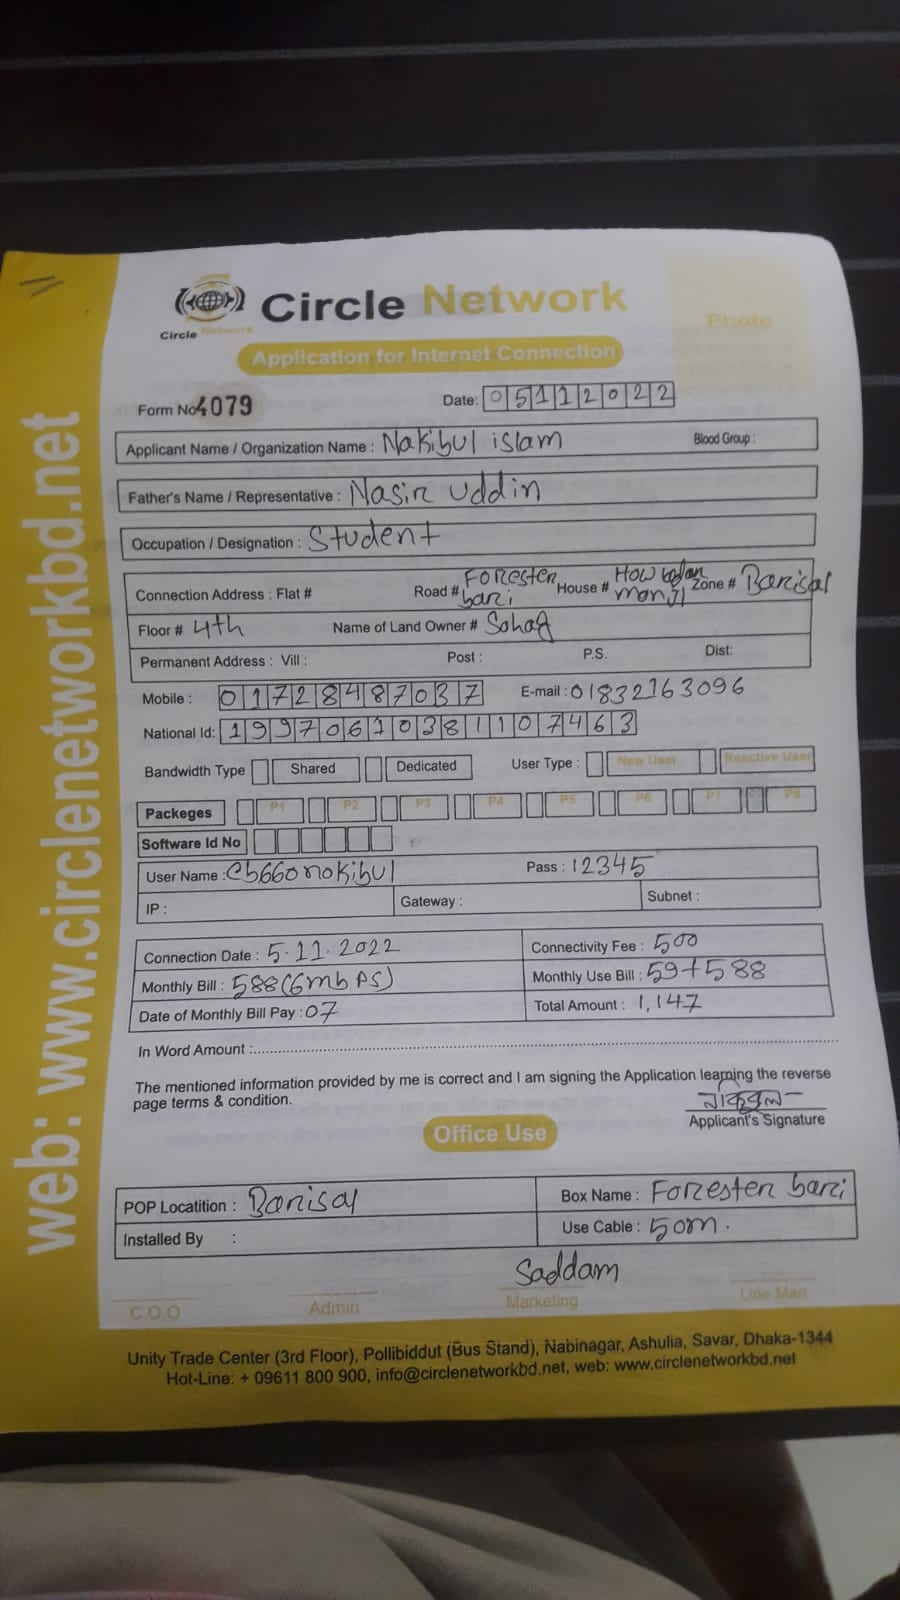 web: www.circlenetworkbd.net
Circle Network
Circle Network
Photo
Application for Internet Connection
Form No 4079 Date: 05112022
Applicant Name / Organization Name : Nakibul islam Blood Group :
Father's Name / Representative : Nasir uddin
Occupation / Designation : Student
Connection Address : Flat # Road # Forester bari House # Zone # Barisal
Floor # 4th Name of Land Owner # Sohag
Permanent Address : Vill : Post : P.S. Dist:
Mobile : 01728487037 E-mail : 01832163096
National Id: 19970610381107463
Bandwidth Type Shared Dedicated User Type : New User Reactive User
Packeges P1 P2 P3 P4 P5 P6 P7 P8
Software Id No
User Name : cb660nokibul Pass : 12345
IP : Gateway : Subnet :
Connection Date : 5.11.2022 Connectivity Fee : 500
Monthly Bill : 588(6mbps) Monthly Use Bill : 59+588
Date of Monthly Bill Pay : 07 Total Amount : 1,147
In Word Amount :
The mentioned information provided by me is correct and I am signing the Application learning the reverse
page terms & condition.
Applicant's Signature
Office Use
POP Locatition : Barisal Box Name : Forester bari
Installed By : Use Cable : 50m.
Saddam
C.O.O Admin Marketing Line Man
Unity Trade Center (3rd Floor), Pollibiddut (Bus Stand), Nabinagar, Ashulia, Savar, Dhaka-1344
Hot-Line: + 09611 800 900, info@circlenetworkbd.net, web: www.circlenetworkbd.net